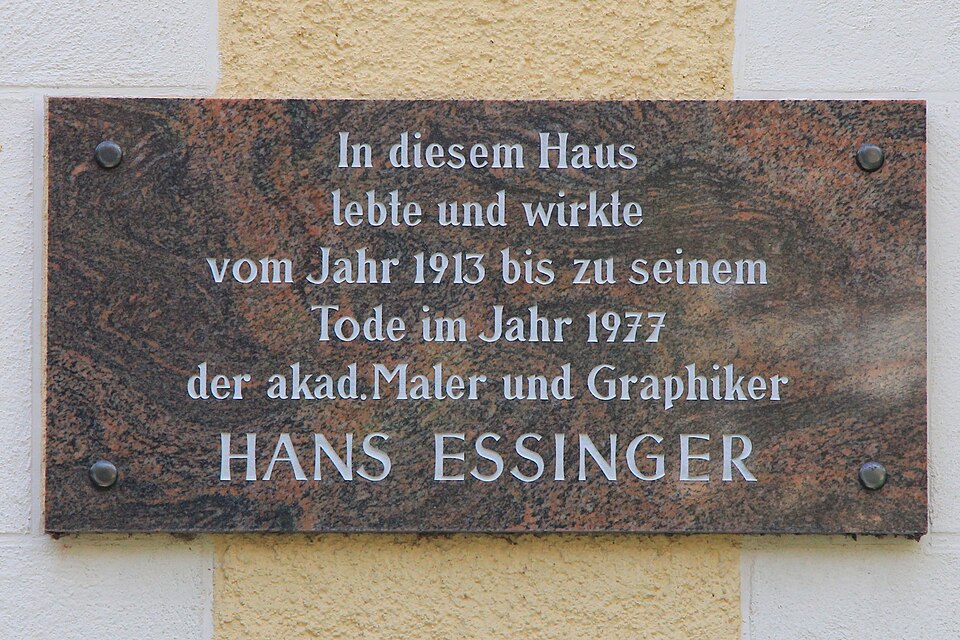 In diesem Haus
lebte und wirkte
vom Jahr 1913 bis zu seinem
Tode im Jahr 1977
der akad. Maler und Graphiker
HANS ESSINGER